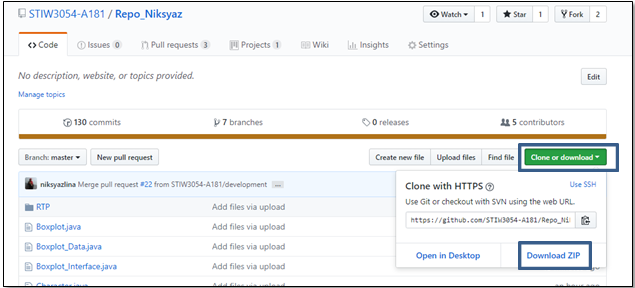 STIW3054-A181 / Repo_Niksyaz
Watch 1 Star 1 Fork 2
Code Issues 0 Pull requests 3 Projects 1 Wiki Insights Settings
No description, website, or topics provided. Edit
Manage topics
130 commits 7 branches 0 releases 5 contributors
Branch: master New pull request Create new file Upload files Find file Clone or download
niksyazlina Merge pull request #22 from STIW3054-A181/development ...
RTP Add files via upload
Boxplot.java Add files via upload
Boxplot_Data.java Add files via upload
Boxplot_Interface.java Add files via upload
Clone with HTTPS Use SSH
Use Git or checkout with SVN using the web URL.
https://github.com/STIW3054-A181/Repo_Ni
Open in Desktop Download ZIP